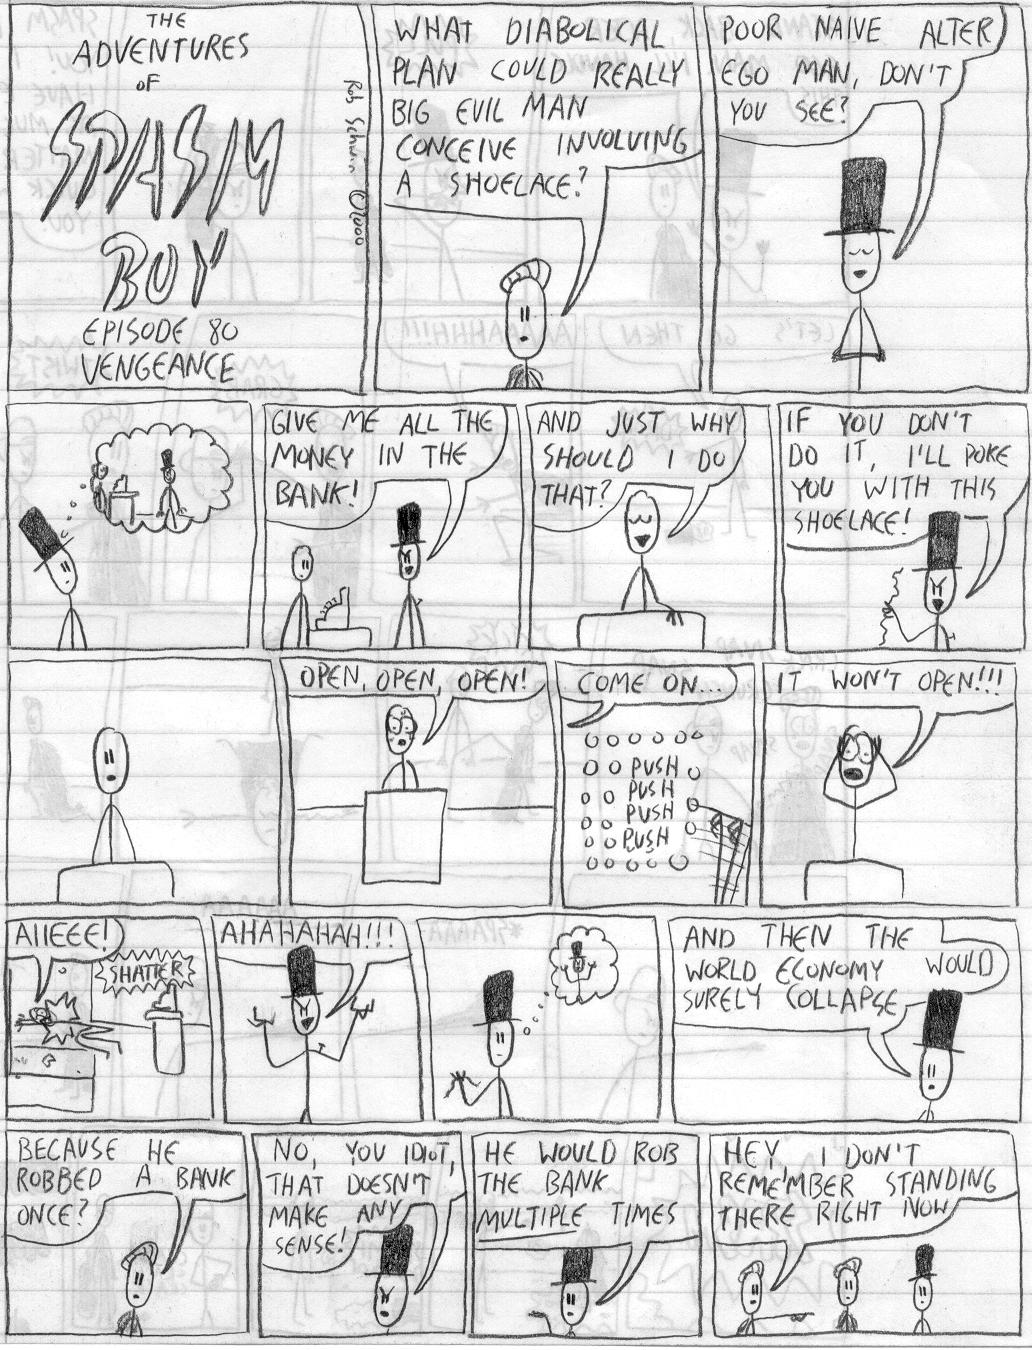 THE
ADVENTURES
OF
SPASM
BOY
EPISODE 80
VENGEANCE
©2000
WHAT DIABOLICAL
PLAN COULD REALLY
BIG EVIL MAN
CONCEIVE INVOLVING
A SHOELACE?
POOR NAIVE ALTER
EGO MAN, DON'T
YOU SEE?
GIVE ME ALL THE
MONEY IN THE
BANK!
AND JUST WHY
SHOULD I DO
THAT?
IF YOU DON'T
DO IT, I'LL POKE
YOU WITH THIS
SHOELACE!
OPEN, OPEN, OPEN!
COME ON...
PUSH
PUSH
PUSH
PUSH
IT WON'T OPEN!!!
AIIEEE!
SHATTER
AHAHAHAH!!!
AND THEN THE
WORLD ECONOMY WOULD
SURELY COLLAPSE
BECAUSE HE
ROBBED A BANK
ONCE?
NO, YOU IDIOT,
THAT DOESN'T
MAKE ANY
SENSE!
HE WOULD ROB
THE BANK
MULTIPLE TIMES
HEY, I DON'T
REMEMBER STANDING
THERE RIGHT NOW